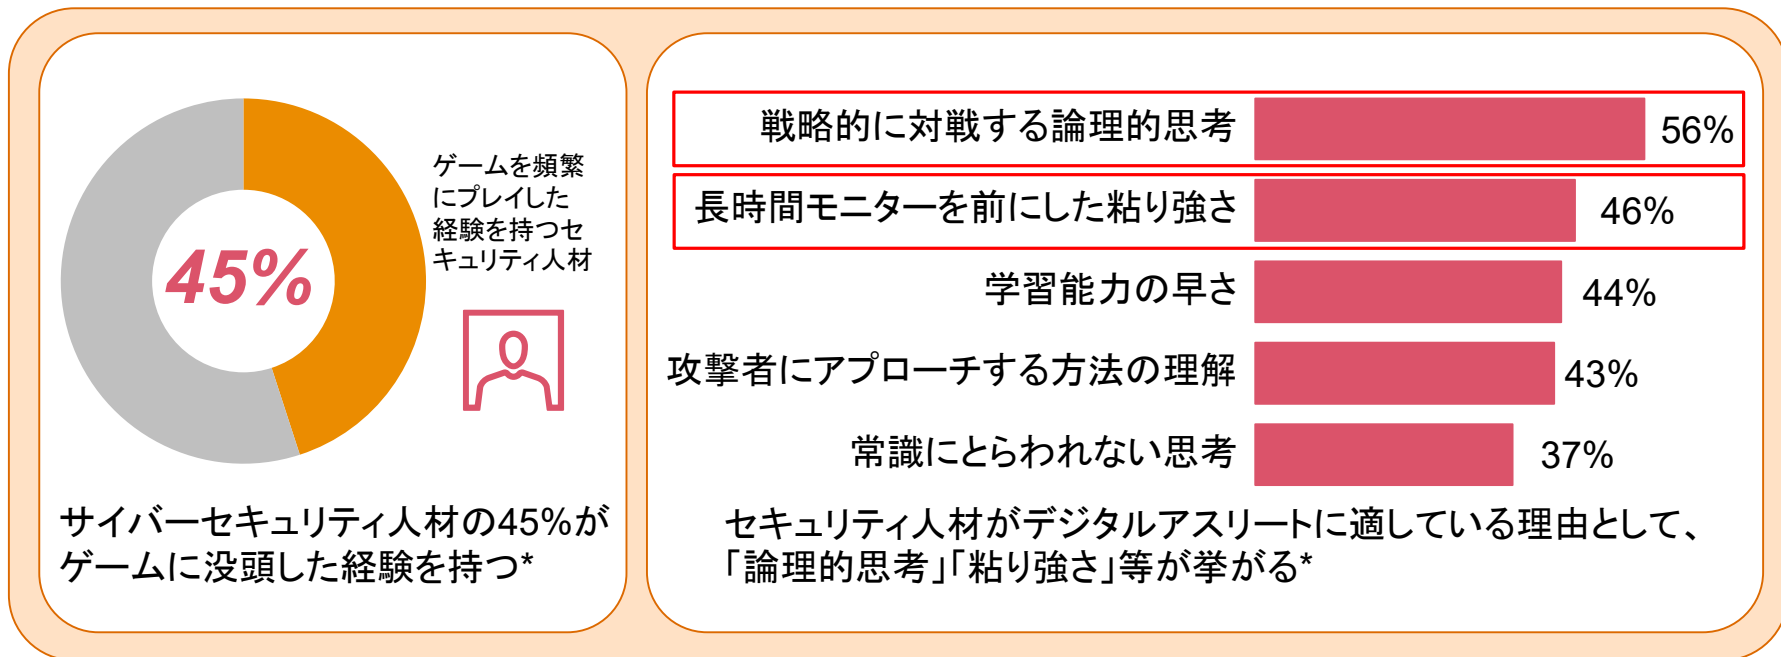 ゲームを頻繁
にプレイした
経験を持つセ
キュリティ人材
45%
サイバーセキュリティ人材の45%が
ゲームに没頭した経験を持つ*
戦略的に対戦する論理的思考 56%
長時間モニターを前にした粘り強さ 46%
学習能力の早さ 44%
攻撃者にアプローチする方法の理解 43%
常識にとらわれない思考 37%
セキュリティ人材がデジタルアスリートに適している理由として、
「論理的思考」「粘り強さ」等が挙がる*